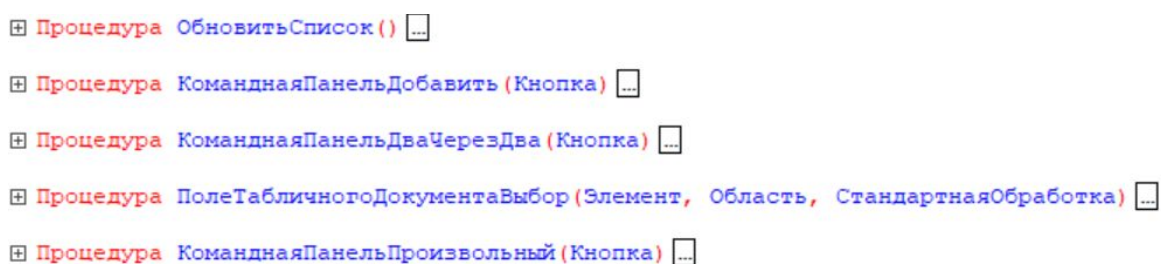 Процедура ОбновитьСписок() ...
Процедура КоманднаяПанельДобавить(Кнопка) ...
Процедура КоманднаяПанельДваЧерезДва(Кнопка) ...
Процедура ПолеТабличногоДокументаВыбор(Элемент, Область, СтандартнаяОбработка) ...
Процедура КоманднаяПанельПроизвольный(Кнопка) ...